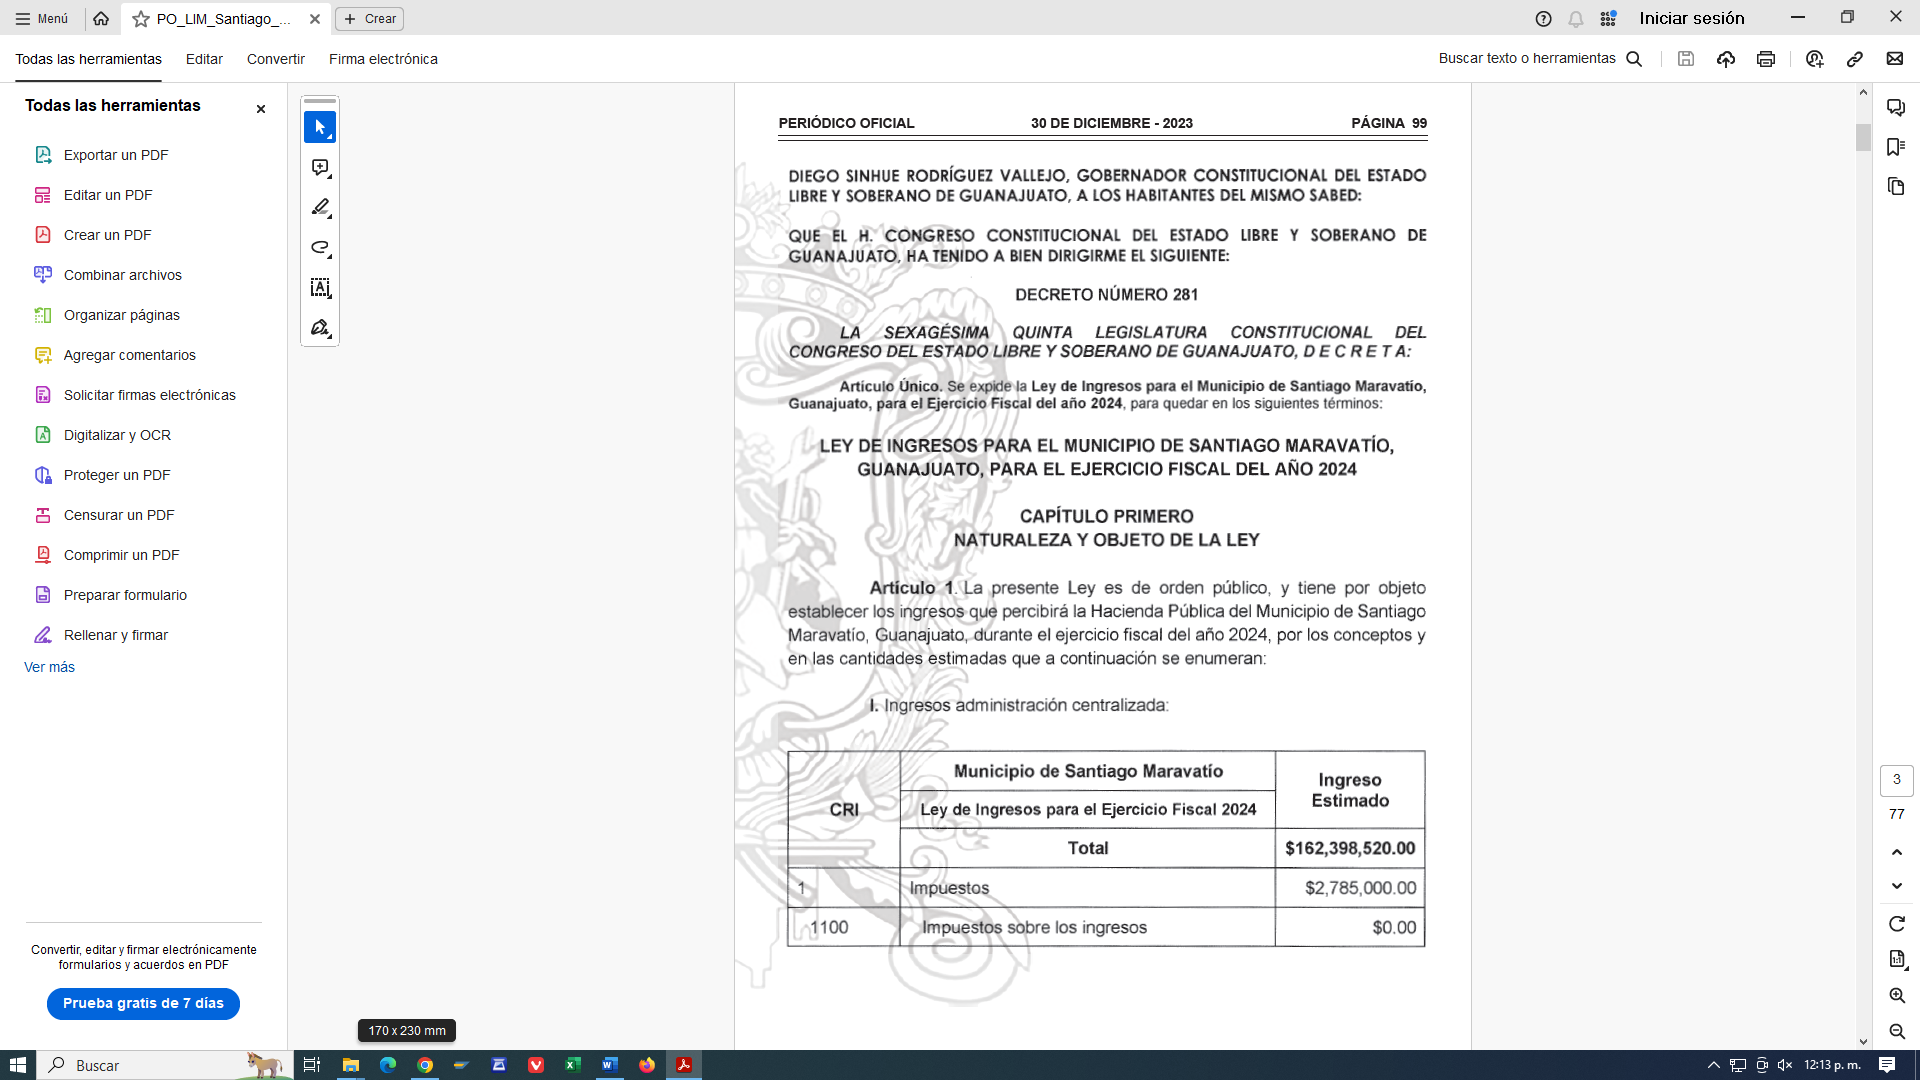 Menú
PO_LIM_Santiago_...
Crear
Iniciar sesión
Todas las herramientas
Editar
Convertir
Firma electrónica
Buscar texto o herramientas
Todas las herramientas
Exportar un PDF
Editar un PDF
Crear un PDF
Combinar archivos
Organizar páginas
Agregar comentarios
Solicitar firmas electrónicas
Digitalizar y OCR
Proteger un PDF
Censurar un PDF
Comprimir un PDF
Preparar formulario
Rellenar y firmar
Ver más
Convertir, editar y firmar electrónicamente
formularios y acuerdos en PDF
Prueba gratis de 7 días
170 x 230 mm
PERIÓDICO OFICIAL 30 DE DICIEMBRE - 2023 PÁGINA 99
DIEGO SINHUE RODRÍGUEZ VALLEJO, GOBERNADOR CONSTITUCIONAL DEL ESTADO
LIBRE Y SOBERANO DE GUANAJUATO, A LOS HABITANTES DEL MISMO SABED:
QUE EL H. CONGRESO CONSTITUCIONAL DEL ESTADO LIBRE Y SOBERANO DE
GUANAJUATO, HA TENIDO A BIEN DIRIGIRME EL SIGUIENTE:
DECRETO NÚMERO 281
LA SEXAGÉSIMA QUINTA LEGISLATURA CONSTITUCIONAL DEL
CONGRESO DEL ESTADO LIBRE Y SOBERANO DE GUANAJUATO, D E C R E T A:
Artículo Único. Se expide la Ley de Ingresos para el Municipio de Santiago Maravatío,
Guanajuato, para el Ejercicio Fiscal del año 2024, para quedar en los siguientes términos:
LEY DE INGRESOS PARA EL MUNICIPIO DE SANTIAGO MARAVATÍO,
GUANAJUATO, PARA EL EJERCICIO FISCAL DEL AÑO 2024
CAPÍTULO PRIMERO
NATURALEZA Y OBJETO DE LA LEY
Artículo 1. La presente Ley es de orden público, y tiene por objeto
establecer los ingresos que percibirá la Hacienda Pública del Municipio de Santiago
Maravatío, Guanajuato, durante el ejercicio fiscal del año 2024, por los conceptos y
en las cantidades estimadas que a continuación se enumeran:
I. Ingresos administración centralizada:
CRI
Municipio de Santiago Maravatío
Ley de Ingresos para el Ejercicio Fiscal 2024
Ingreso
Estimado
Total $162,398,520.00
1 Impuestos $2,785,000.00
1100 Impuestos sobre los ingresos $0.00
3
77
Buscar
12:13 p. m.